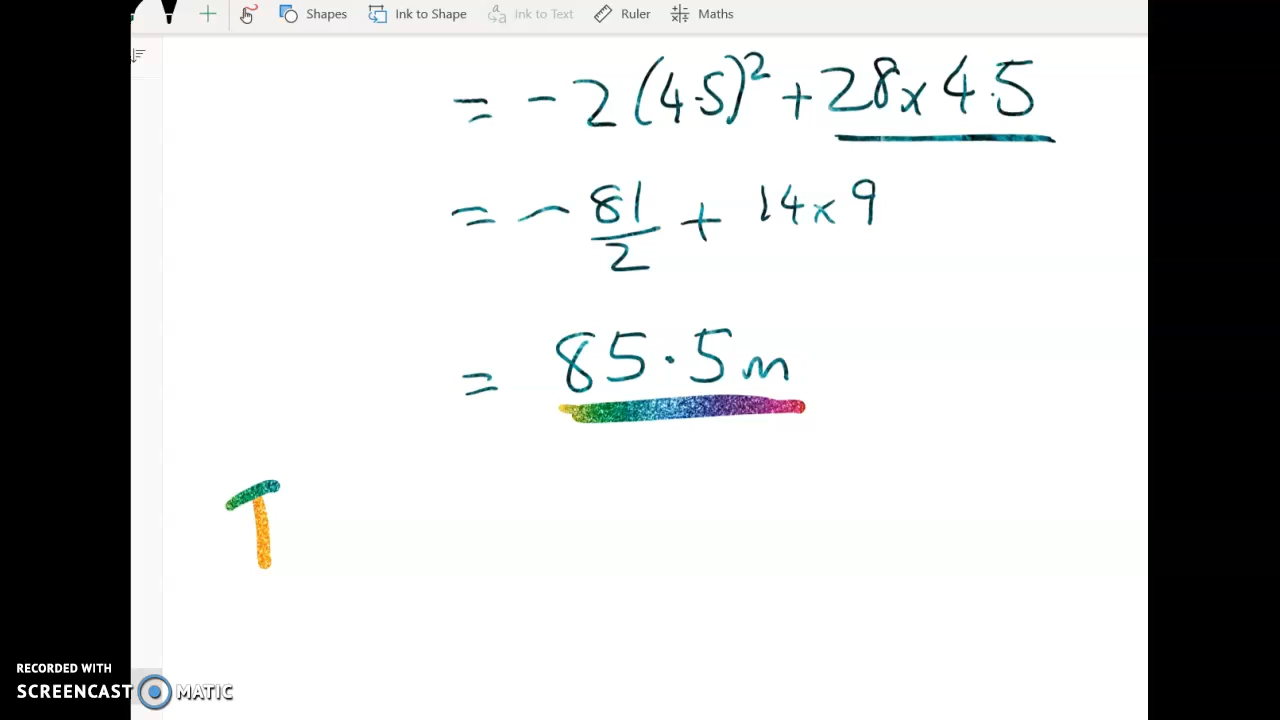 Shapes Ink to Shape Ink to Text Ruler Maths
= -2(4.5)² + 28 x 4.5
= - 81/2 + 14 x 9
= 85.5m
T
RECORDED WITH
SCREENCAST MATIC